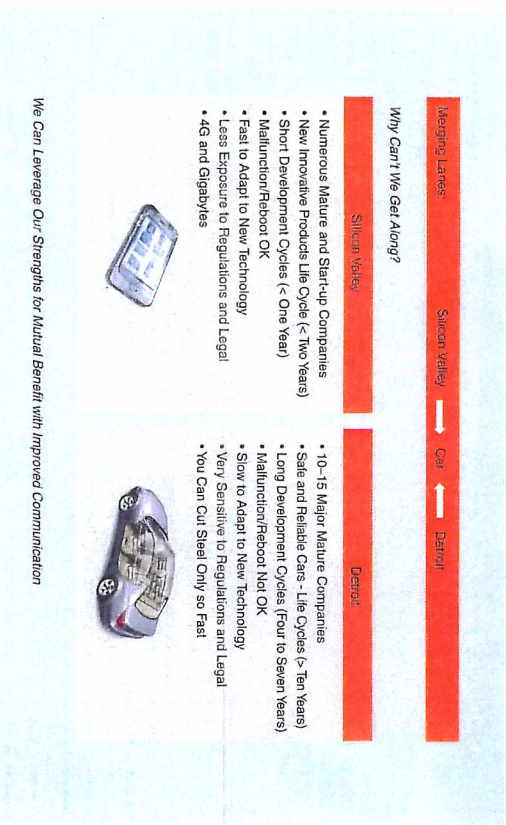 Merging Lanes Silicon Valley Car Detroit
Why Can't We Get Along?
Silicon Valley
• Numerous Mature and Start-up Companies
• New Innovative Products Life Cycle (< Two Years)
• Short Development Cycles (< One Year)
• Malfunction/Reboot OK
• Fast to Adapt to New Technology
• Less Exposure to Regulations and Legal
• 4G and Gigabytes
Detroit
• 10–15 Major Mature Companies
• Safe and Reliable Cars - Life Cycles (> Ten Years)
• Long Development Cycles (Four to Seven Years)
• Malfunction/Reboot Not OK
• Slow to Adapt to New Technology
• Very Sensitive to Regulations and Legal
• You Can Cut Steel Only so Fast
We Can Leverage Our Strengths for Mutual Benefit with Improved Communication